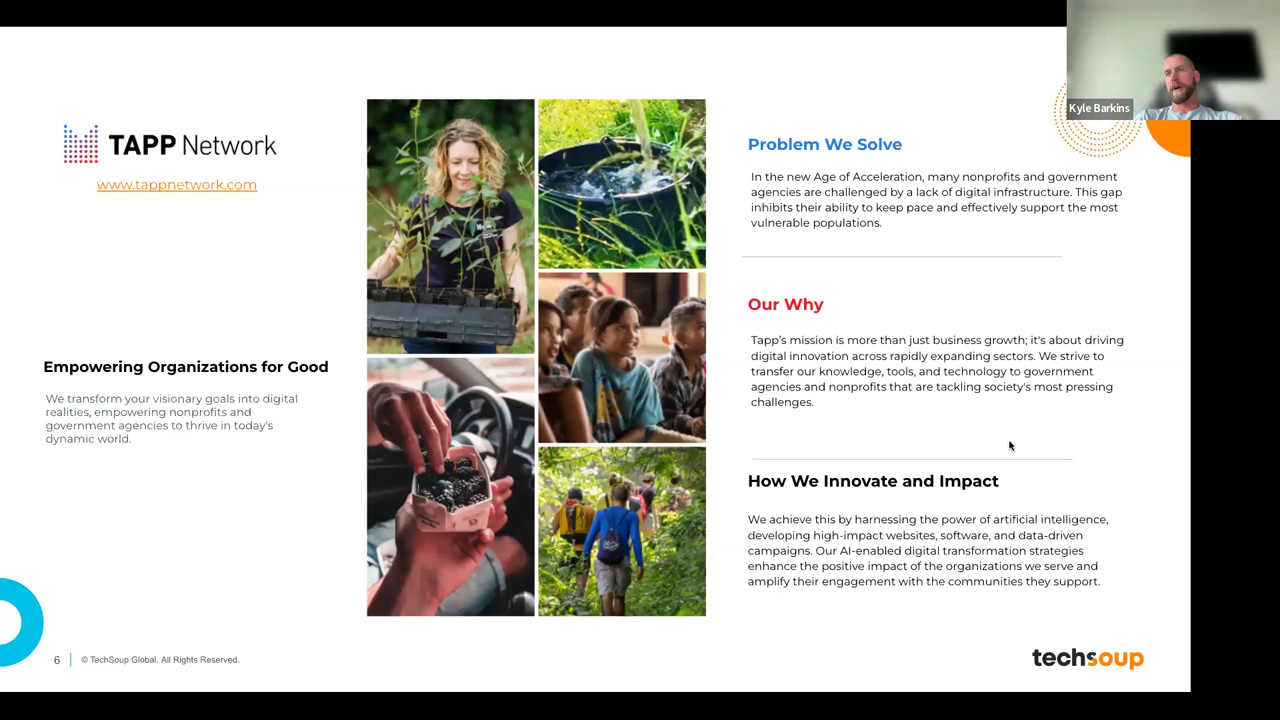 TAPP Network
www.tappnetwork.com
Empowering Organizations for Good
We transform your visionary goals into digital
realities, empowering nonprofits and
government agencies to thrive in today's
dynamic world.
Problem We Solve
In the new Age of Acceleration, many nonprofits and government
agencies are challenged by a lack of digital infrastructure. This gap
inhibits their ability to keep pace and effectively support the most
vulnerable populations.
Our Why
Tapp's mission is more than just business growth; it's about driving
digital innovation across rapidly expanding sectors. We strive to
transfer our knowledge, tools, and technology to government
agencies and nonprofits that are tackling society's most pressing
challenges.
How We Innovate and Impact
We achieve this by harnessing the power of artificial intelligence,
developing high-impact websites, software, and data-driven
campaigns. Our AI-enabled digital transformation strategies
enhance the positive impact of the organizations we serve and
amplify their engagement with the communities they support.
Kyle Barkins
6
© TechSoup Global. All Rights Reserved.
techsoup